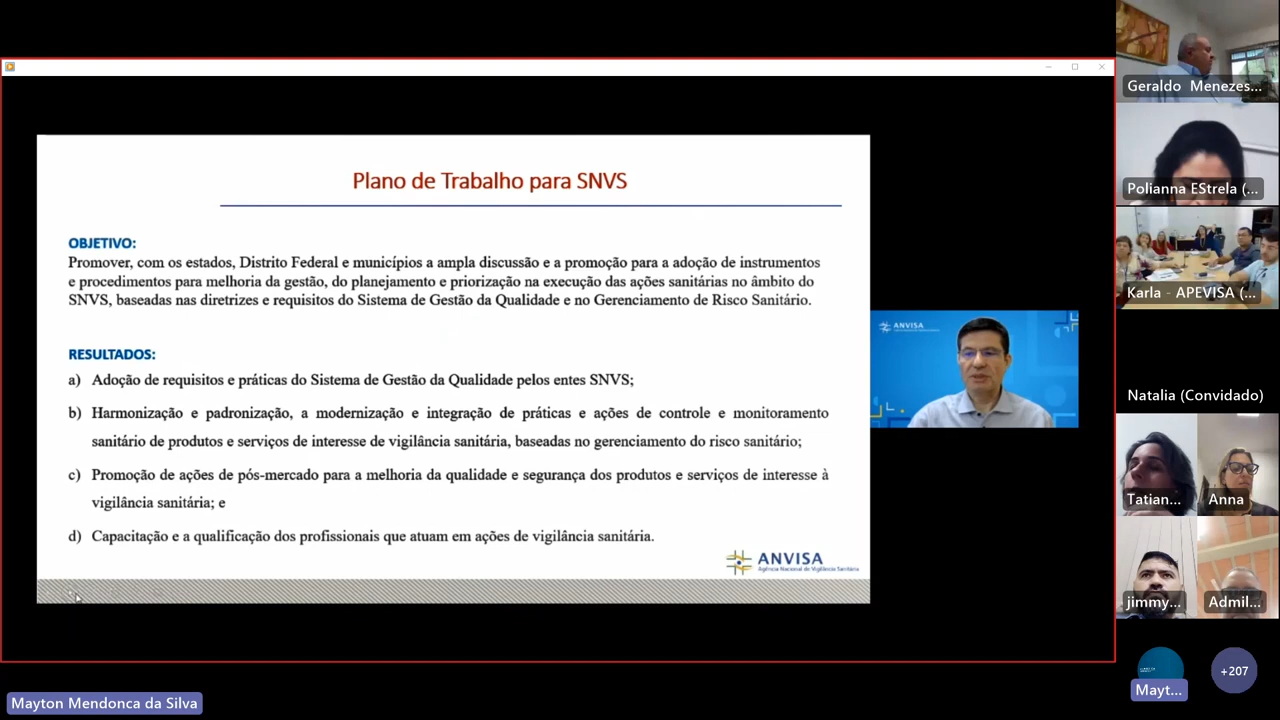 Plano de Trabalho para SNVS
OBJETIVO:
Promover, com os estados, Distrito Federal e municípios a ampla discussão e a promoção para a adoção de instrumentos
e procedimentos para melhoria da gestão, do planejamento e priorização na execução das ações sanitárias no âmbito do
SNVS, baseadas nas diretrizes e requisitos do Sistema de Gestão da Qualidade e no Gerenciamento de Risco Sanitário.
RESULTADOS:
a) Adoção de requisitos e práticas do Sistema de Gestão da Qualidade pelos entes SNVS;
b) Harmonização e padronização, a modernização e integração de práticas e ações de controle e monitoramento
sanitário de produtos e serviços de interesse de vigilância sanitária, baseadas no gerenciamento do risco sanitário;
c) Promoção de ações de pós-mercado para a melhoria da qualidade e segurança dos produtos e serviços de interesse à
vigilância sanitária; e
d) Capacitação e a qualificação dos profissionais que atuam em ações de vigilância sanitária.
ANVISA
Agência Nacional de Vigilância Sanitária
ANVISA
Geraldo Menezes...
Polianna EStrela (...
Karla - APEVISA (...
Natalia (Convidado)
Tatian...
Anna
jimmy...
Admil...
Mayt...
+207
Mayton Mendonca da Silva